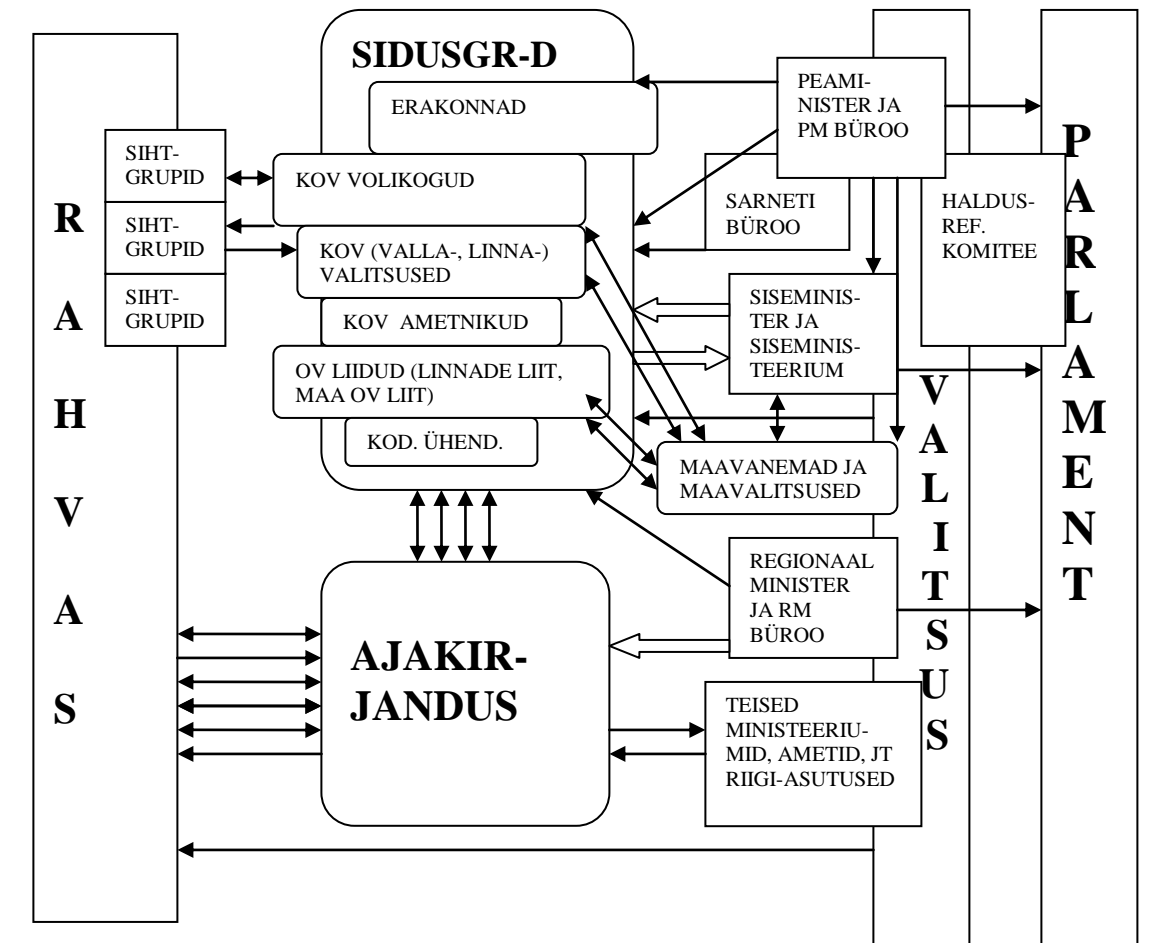 SIDUSGR-D
ERAKONNAD
KOV VOLIKOGUD
KOV (VALLA-, LINNA-)
VALITSUSED
KOV AMETNIKUD
OV LIIDUD (LINNADE LIIT,
MAA OV LIIT)
KOD. ÜHEND.
SIHT-
GRUPID
SIHT-
GRUPID
SIHT-
GRUPID
R
A
H
V
A
S
AJAKIR-
JANDUS
PEAMI-
NISTER JA
PM BÜROO
SARNETI
BÜROO
HALDUS-
REF.
KOMITEE
SISEMINIS-
TER JA
SISEMINIS-
TEERIUM
MAAVANEMAD JA
MAAVALITSUSED
REGIONAAL
MINISTER
JA RM
BÜROO
TEISED
MINISTEERIU-
MID, AMETID, JT
RIIGI-ASUTUSED
V
A
L
I
T
S
U
S
P
A
R
L
A
M
E
N
T